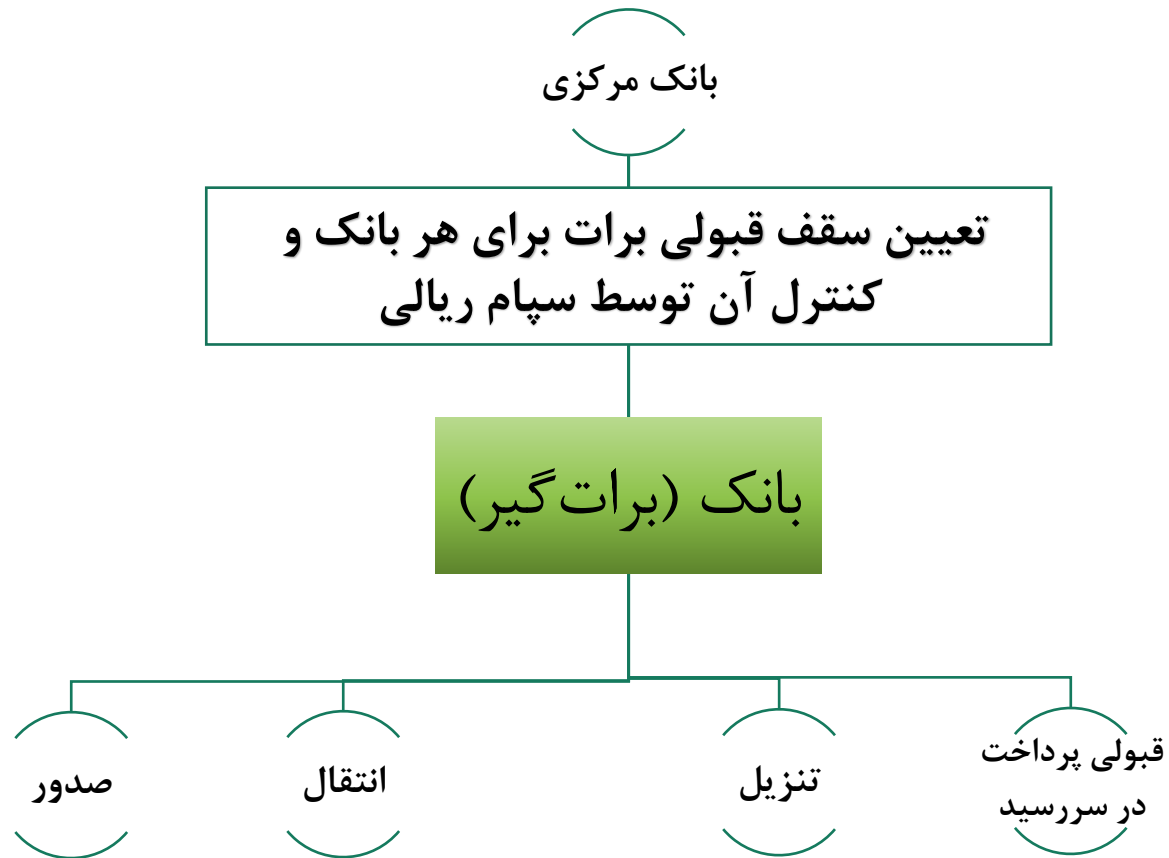 بانک مرکزی
تعیین سقف قبولی برات برای هر بانک و
کنترل آن توسط سپام ریالی
بانک (برات‌گیر)
قبولی پرداخت
در سررسید
تنزیل
انتقال
صدور